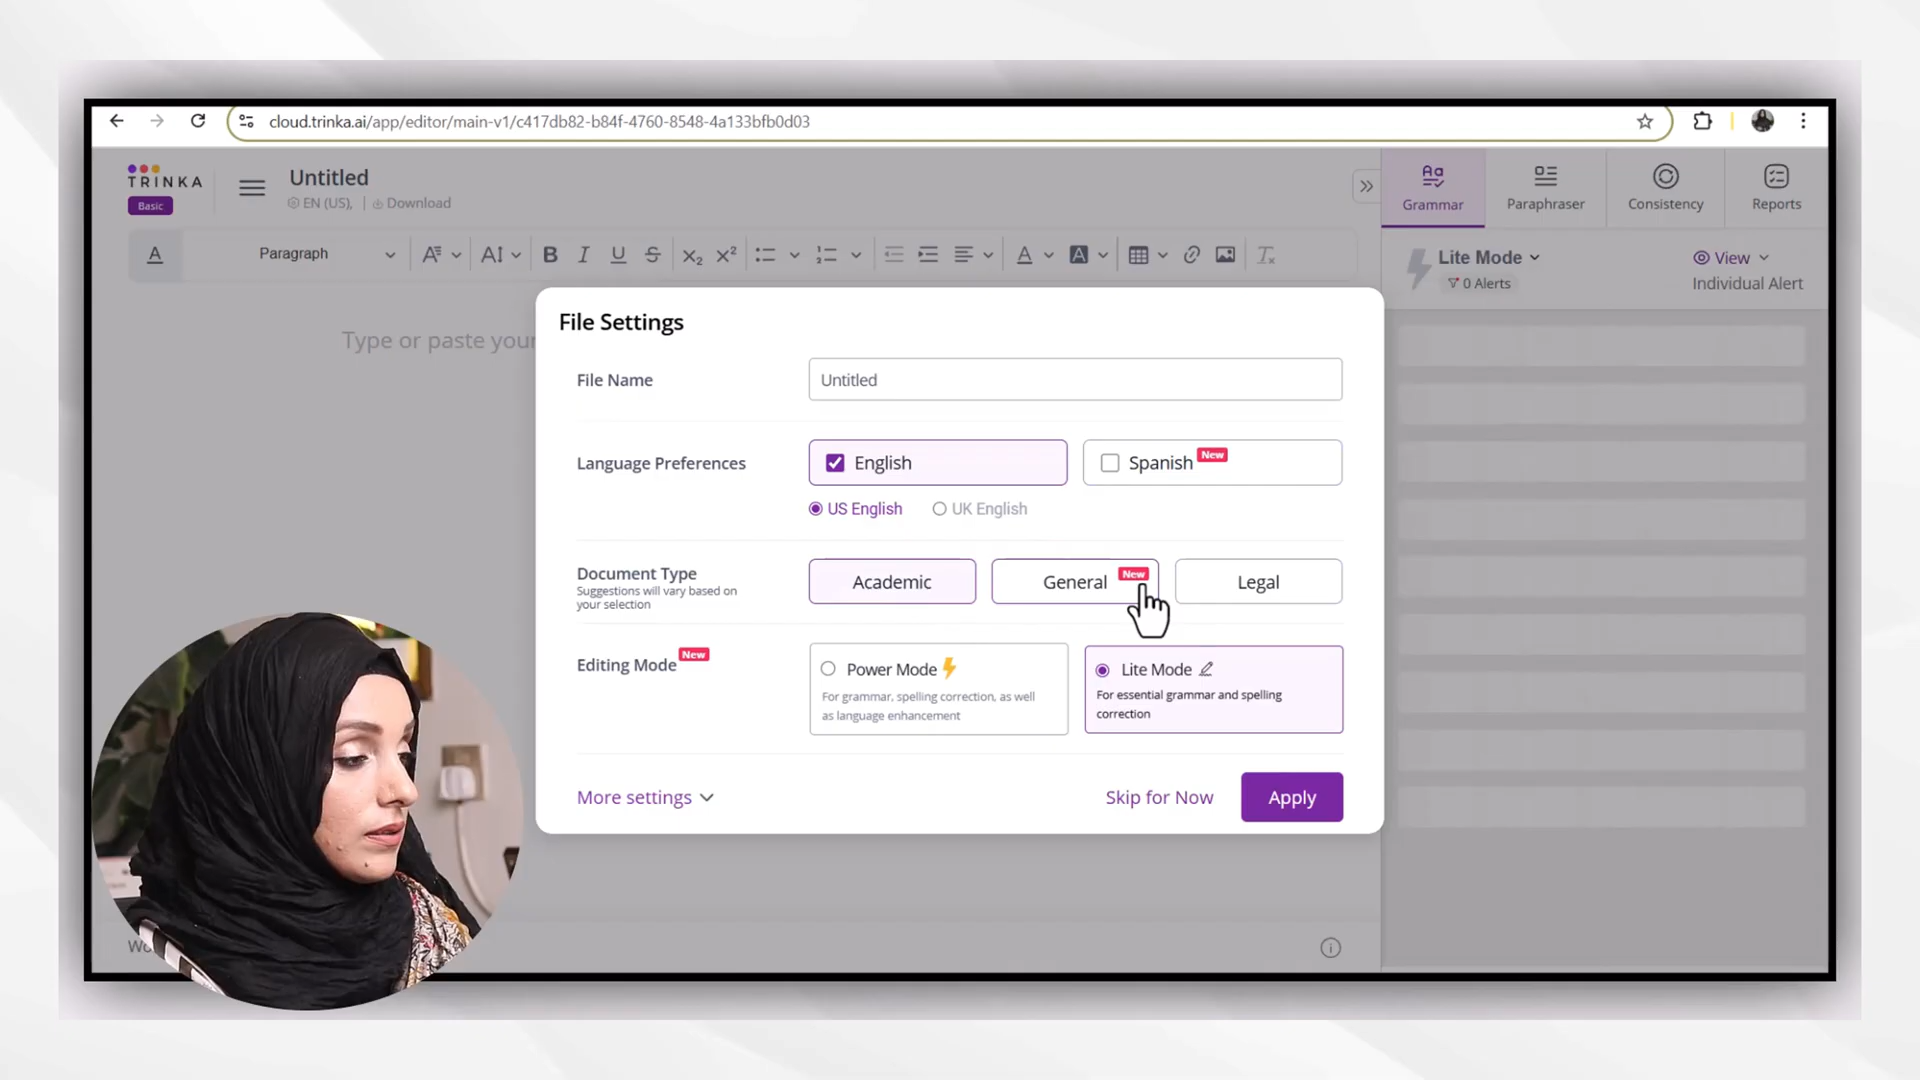 cloud.trinka.ai/app/editor/main-v1/c417db82-b84f-4760-8548-4a133bfb0d03
TRINKA
Basic
Untitled
EN (US), | Download
Grammar
Paraphraser
Consistency
Reports
Paragraph
Lite Mode
0 Alerts
View
Individual Alert
Type or paste your
File Settings
File Name
Untitled
Language Preferences
English
Spanish New
US English
UK English
Document Type
Suggestions will vary based on
your selection
Academic
General New
Legal
Editing Mode New
Power Mode
For grammar, spelling correction, as well
as language enhancement
Lite Mode
For essential grammar and spelling
correction
More settings
Skip for Now
Apply